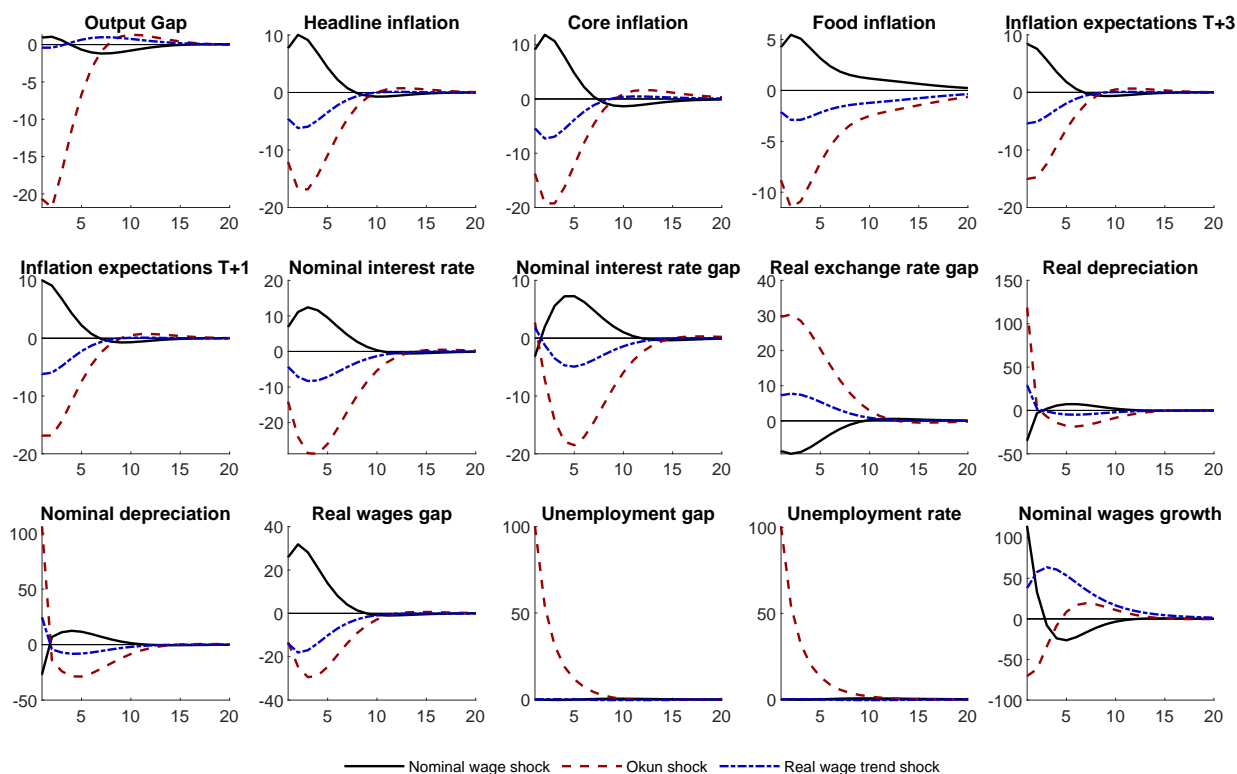 Output Gap
0
-5
-10
-15
-20
5 10 15 20
Headline inflation
10
0
-10
-20
5 10 15 20
Core inflation
10
0
-10
-20
5 10 15 20
Food inflation
5
0
-5
-10
5 10 15 20
Inflation expectations T+3
10
0
-10
-20
5 10 15 20
Inflation expectations T+1
10
0
-10
-20
5 10 15 20
Nominal interest rate
20
10
0
-10
-20
5 10 15 20
Nominal interest rate gap
10
0
-10
-20
5 10 15 20
Real exchange rate gap
40
30
20
10
0
5 10 15 20
Real depreciation
150
100
50
0
-50
5 10 15 20
Nominal depreciation
100
50
0
-50
5 10 15 20
Real wages gap
40
20
0
-20
-40
5 10 15 20
Unemployment gap
100
50
0
5 10 15 20
Unemployment rate
100
50
0
5 10 15 20
Nominal wages growth
100
50
0
-50
-100
5 10 15 20
Nominal wage shock Okun shock Real wage trend shock